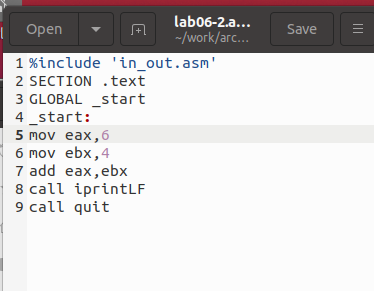 Open
lab06-2.a...
~/work/arc...
Save
1 %include 'in_out.asm'
2 SECTION .text
3 GLOBAL _start
4 _start:
5 mov eax,6
6 mov ebx,4
7 add eax,ebx
8 call iprintLF
9 call quit